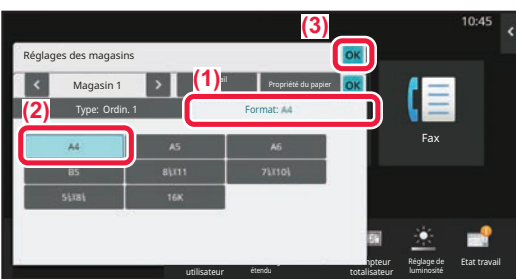 (3)
10:45
Réglages des magasins
OK
Magasin 1
(1)
Propriété du papier
OK
(2)
Type: Ordin. 1
Format: A4
A4
A5
A6
Fax
B5
8½X11
7¼X10½
5½X8½
16K
utilisateur
étendu
totalisateur
Réglage de
luminosité
Etat travail